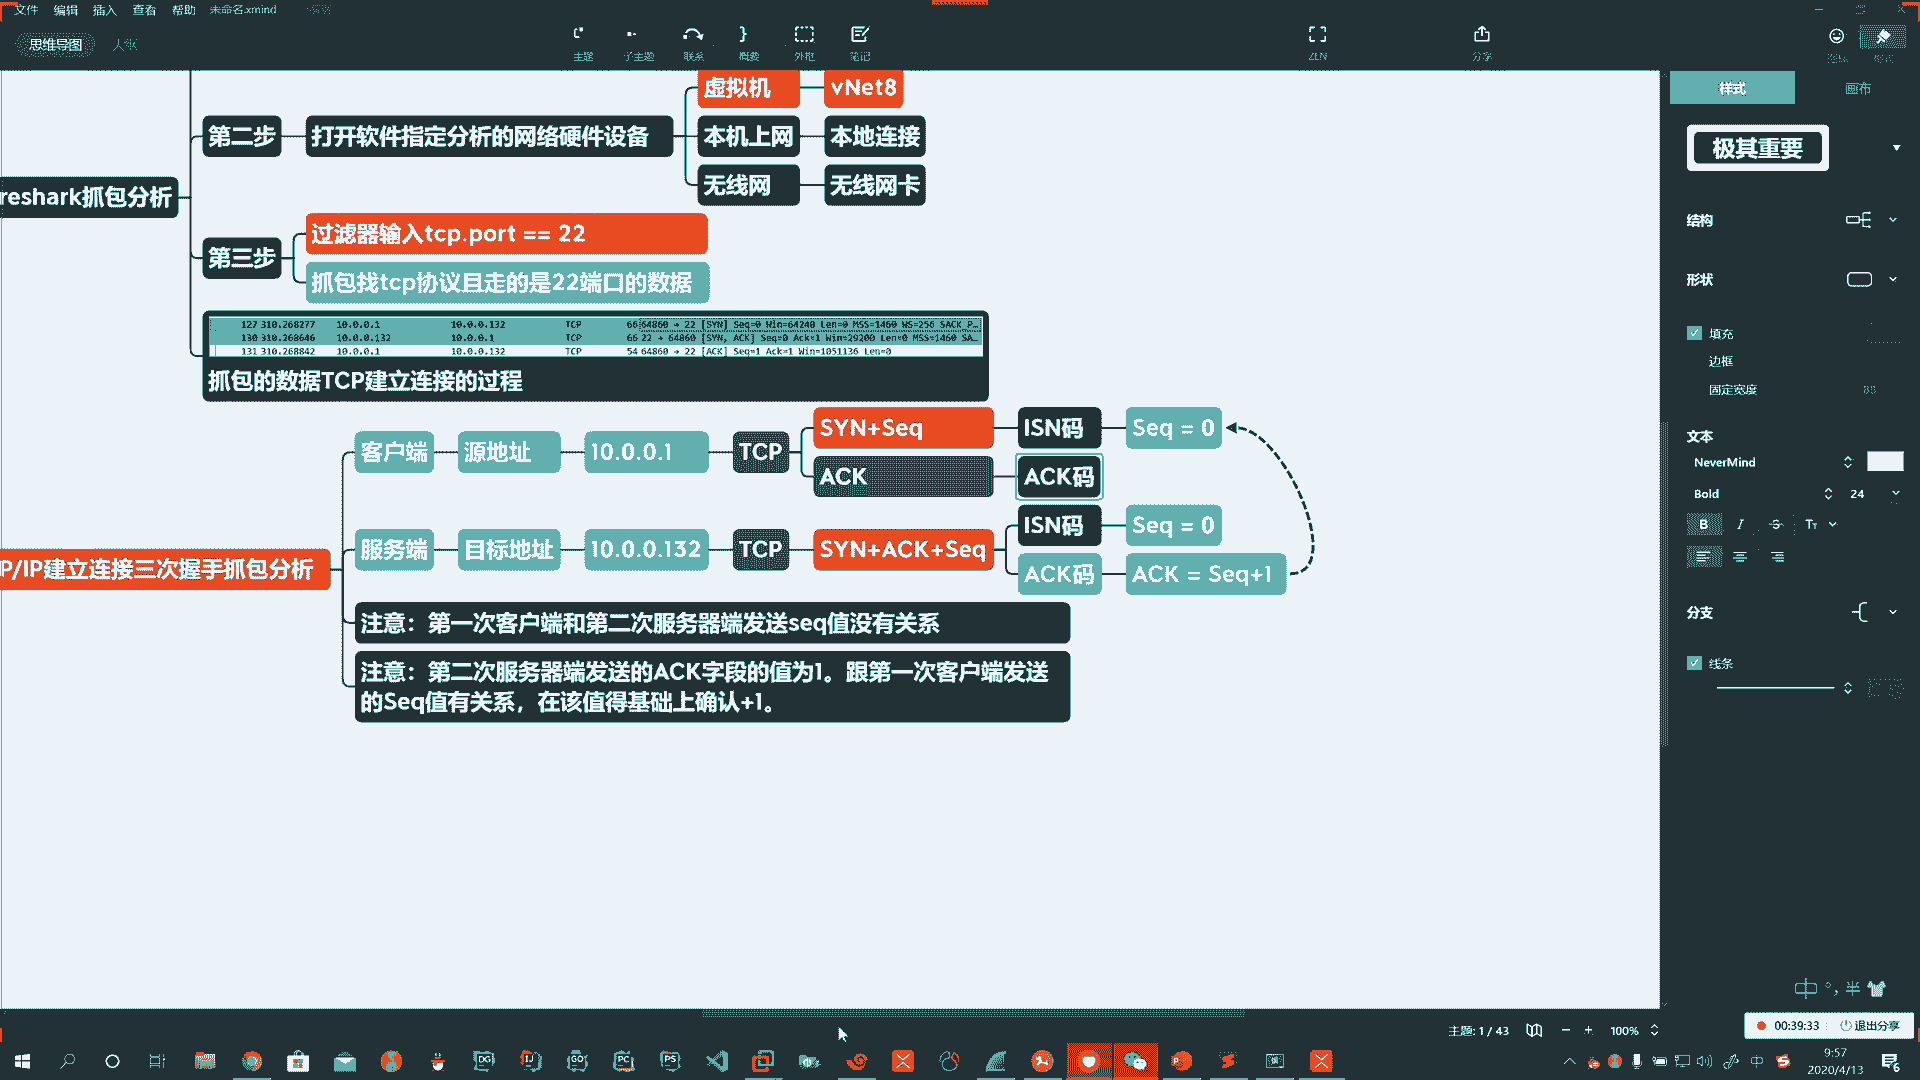 文件 编辑 插入 查看 帮助 未命名.xmind
思维导图
主题 子主题 联系 概要 外框 笔记 ZEN 分享
样式 画布
虚拟机 vNet8
第二步 打开软件指定分析的网络硬件设备 本机上网 本地连接
无线网 无线网卡
reshark抓包分析
第三步 过滤器输入tcp.port == 22
抓包找tcp协议且走的是22端口的数据
127 310.268277 10.0.0.1 10.0.0.132 TCP 66 64860 → 22 [SYN] Seq=0 Win=64240 Len=0 MSS=1460 WS=256 SACK_P…
130 310.268646 10.0.0.132 10.0.0.1 TCP 66 22 → 64860 [SYN, ACK] Seq=0 Ack=1 Win=29200 Len=0 MSS=1460 SA…
131 310.268842 10.0.0.1 10.0.0.132 TCP 54 64860 → 22 [ACK] Seq=1 Ack=1 Win=1051136 Len=0
抓包的数据TCP建立连接的过程
客户端 源地址 10.0.0.1 TCP SYN+Seq ISN码 Seq = 0
ACK ACK码
服务端 目标地址 10.0.0.132 TCP SYN+ACK+Seq ISN码 Seq = 0
ACK码 ACK = Seq+1
P/IP建立连接三次握手抓包分析
注意：第一次客户端和第二次服务器端发送seq值没有关系
注意：第二次服务器端发送的ACK字段的值为1。跟第一次客户端发送
的Seq值有关系，在该值得基础上确认+1。
极其重要
结构
形状
填充
边框
固定宽度
文本
NeverMind
Bold 24
B I S Tт
分支
线条
中 °, 半
主题: 1 / 43 100%
00:39:33 退出分享
DG IJ GO PC PS
中
9:57
2020/4/13